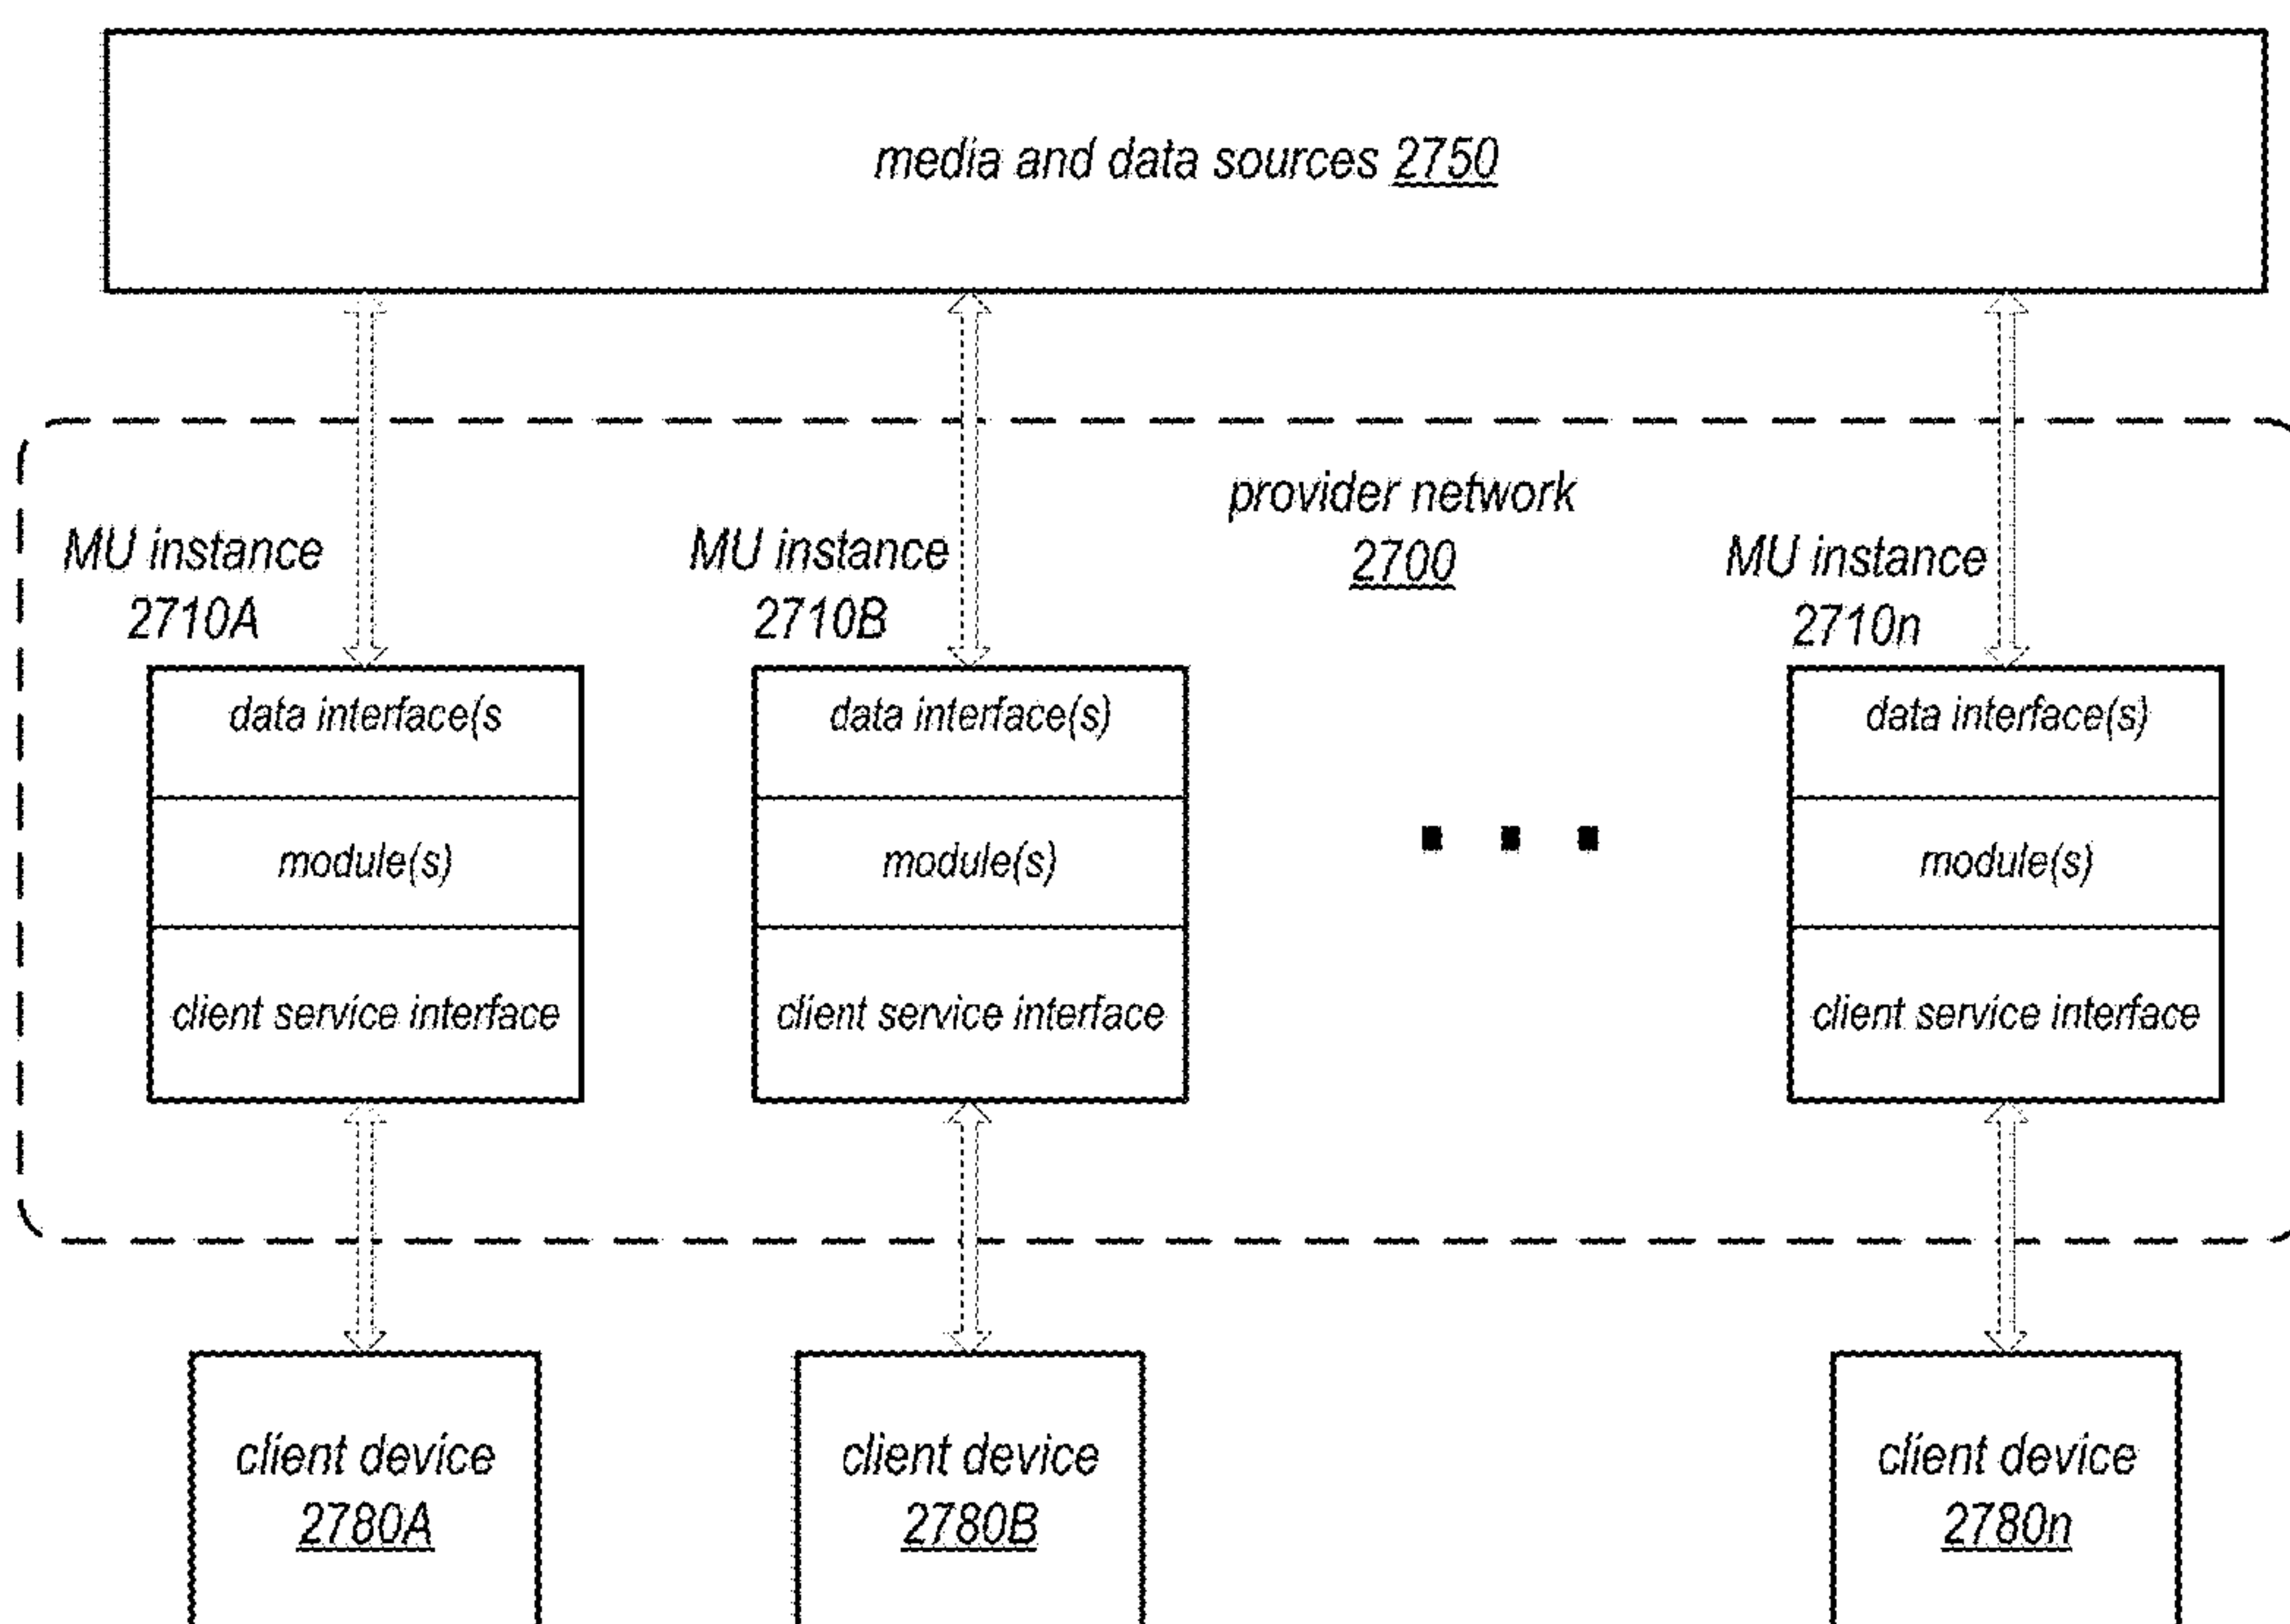 media and data sources 2750
provider network
2700
MU instance
2710A
MU instance
2710B
MU instance
2710n
data interface(s
module(s)
client service interface
data interface(s)
module(s)
client service interface
data interface(s)
module(s)
client service interface
client device
2780A
client device
2780B
client device
2780n